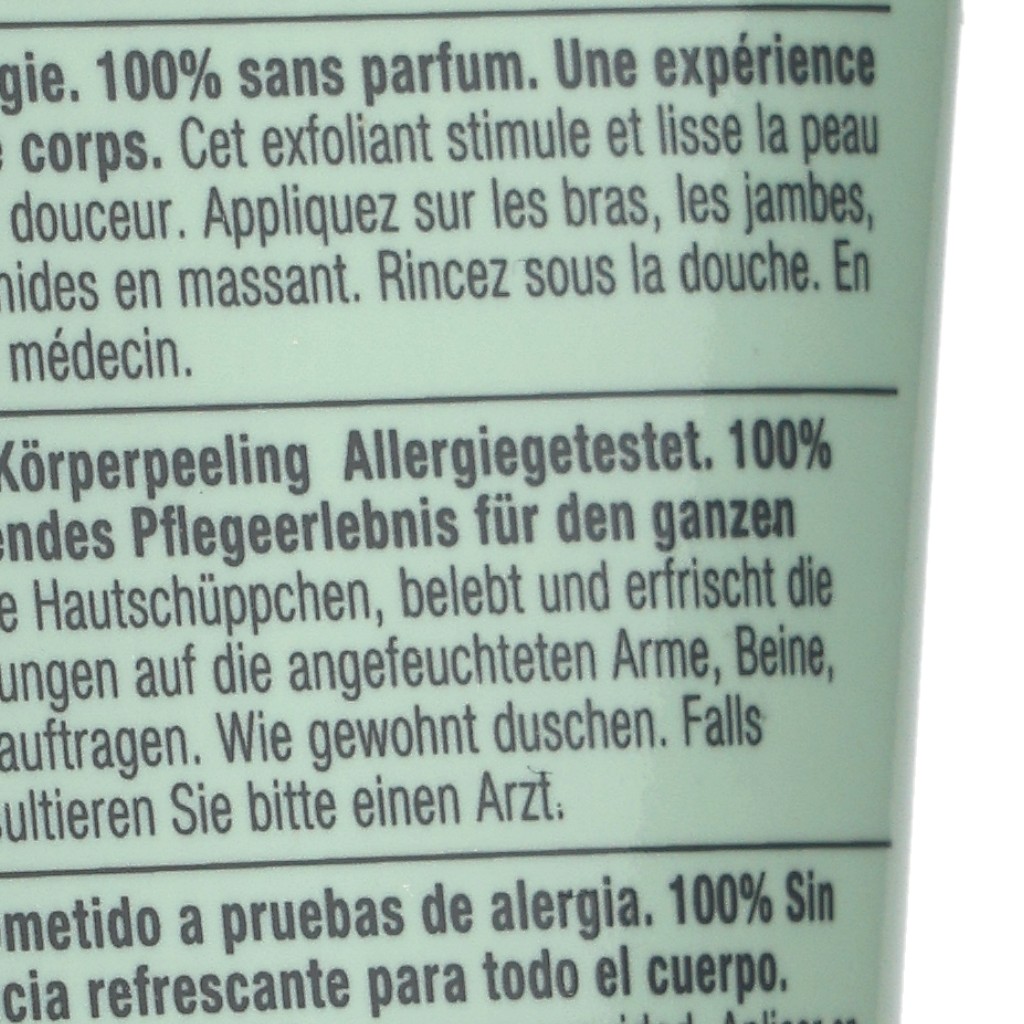 gie. 100% sans parfum. Une expérience
corps. Cet exfoliant stimule et lisse la peau
douceur. Appliquez sur les bras, les jambes,
ides en massant. Rincez sous la douche. En
médecin.
Körperpeeling Allergiegetestet. 100%
endes Pflegeerlebnis für den ganzen
e Hautschüppchen, belebt und erfrischt die
ungen auf die angefeuchteten Arme, Beine,
auftragen. Wie gewohnt duschen. Falls
ultieren Sie bitte einen Arzt.
metido a pruebas de alergia. 100% Sin
cia refrescante para todo el cuerpo.